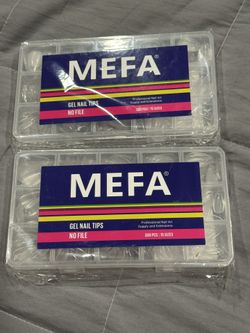 MEFA®
GEL NAIL TIPS
NO FILE
Professional Nail Art
Supply and Extensions
MEFA®
GEL NAIL TIPS
NO FILE
Professional Nail Art
Supply and Extensions